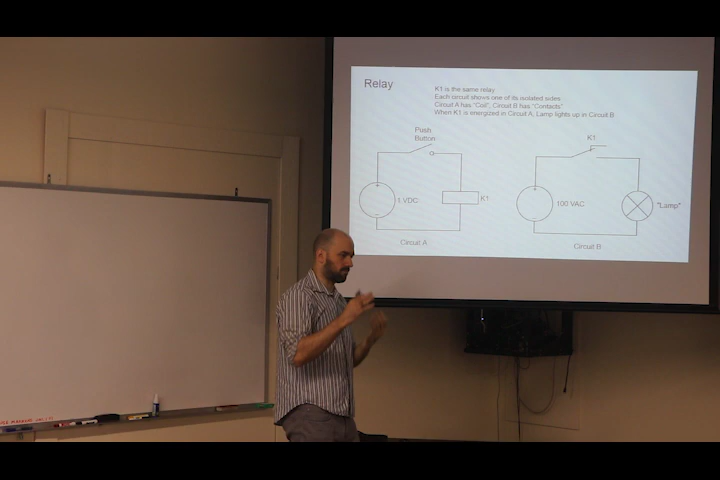 Relay
K1 is the same relay
Each circuit shows one of its isolated sides
Circuit A has "Coil", Circuit B has "Contacts"
When K1 is energized in Circuit A, Lamp lights up in Circuit B
Push
Button
K1
1 VDC
K1
100 VAC
"Lamp"
Circuit A
Circuit B